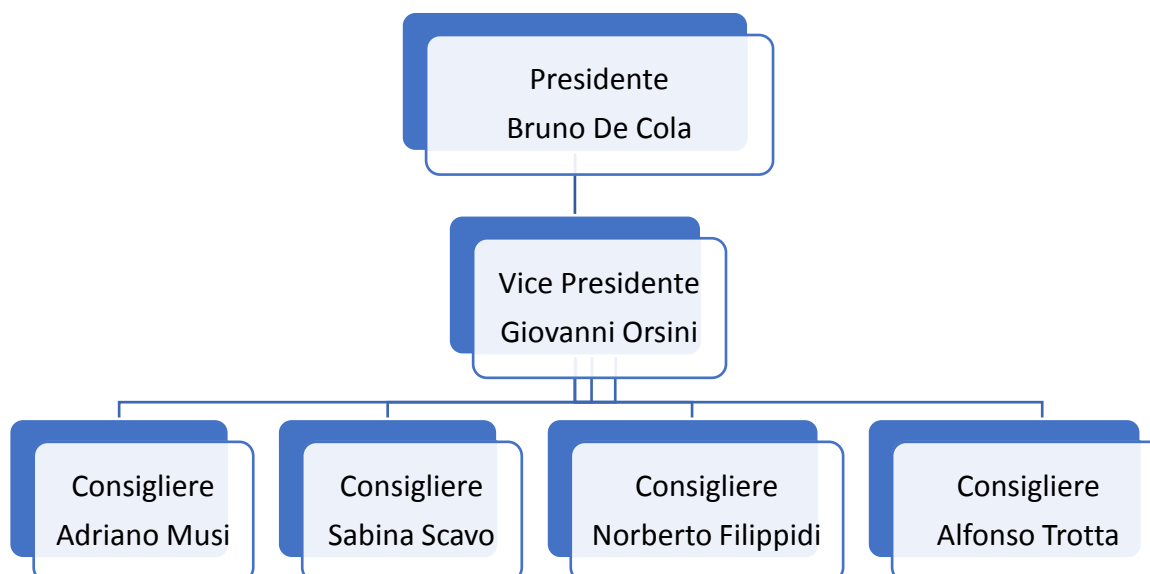 Presidente
Bruno De Cola
Vice Presidente
Giovanni Orsini
Consigliere
Adriano Musi
Consigliere
Sabina Scavo
Consigliere
Norberto Filippidi
Consigliere
Alfonso Trotta